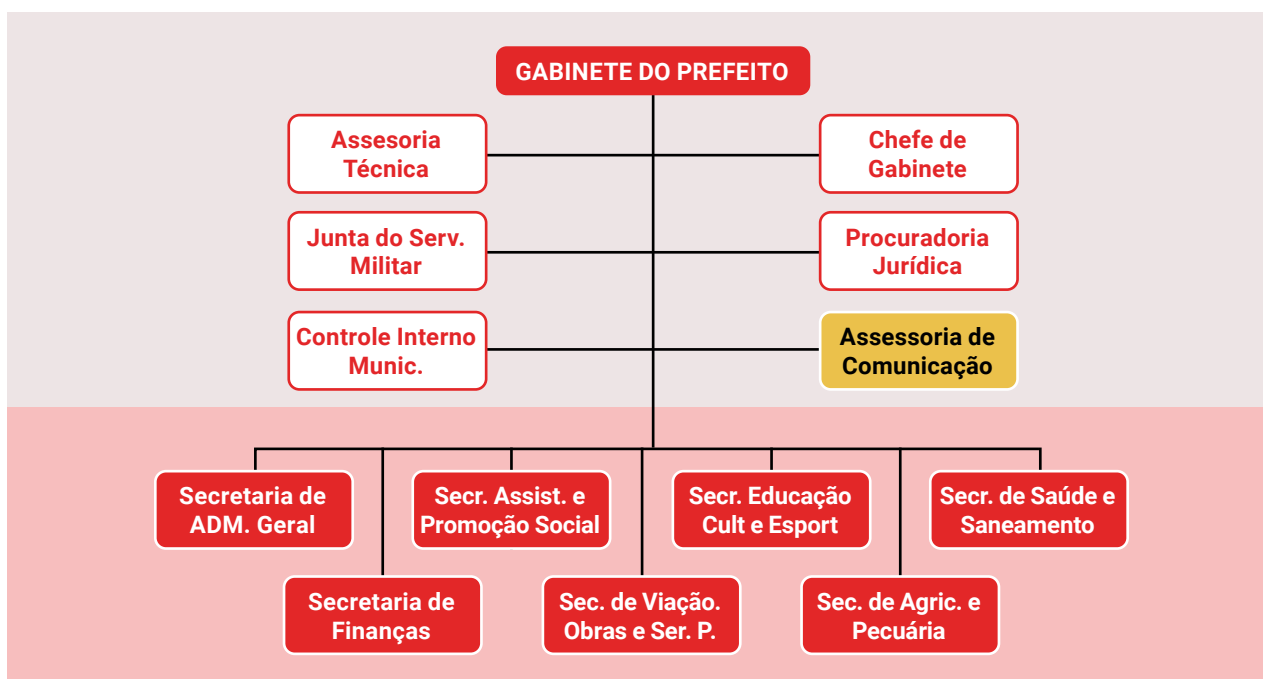 GABINETE DO PREFEITO
Assesoria
Técnica
Chefe de
Gabinete
Junta do Serv.
Militar
Procuradoria
Jurídica
Controle Interno
Munic.
Assessoria de
Comunicação
Secretaria de
ADM. Geral
Secr. Assist. e
Promoção Social
Secr. Educação
Cult e Esport
Secr. de Saúde e
Saneamento
Secretaria de
Finanças
Sec. de Viação.
Obras e Ser. P.
Sec. de Agric. e
Pecuária